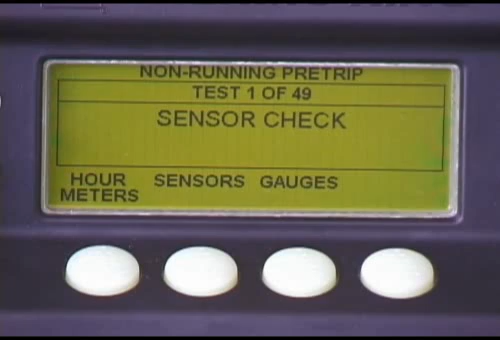 NON-RUNNING PRETRIP
TEST 1 OF 49
SENSOR CHECK
HOUR METERS SENSORS GAUGES